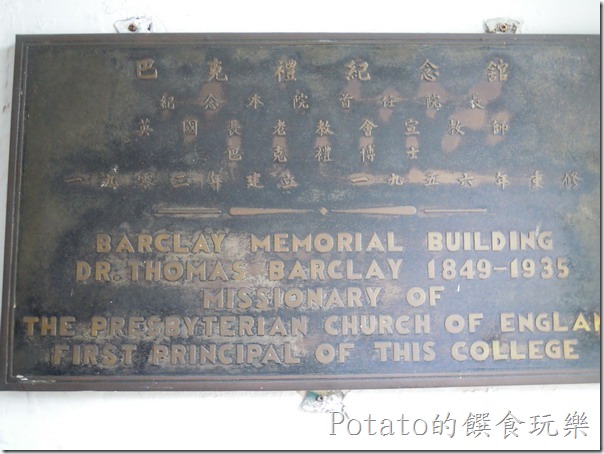 巴克禮紀念館
紀念本院首任院長
英國長老教會宣教師
巴克禮博士
一九零三年建造 一九五六年重修
BARCLAY MEMORIAL BUILDING
DR. THOMAS BARCLAY 1849-1935
MISSIONARY OF
THE PRESBYTERIAN CHURCH OF ENGLAN
FIRST PRINCIPAL OF THIS COLLEGE
Potato的饌食玩樂